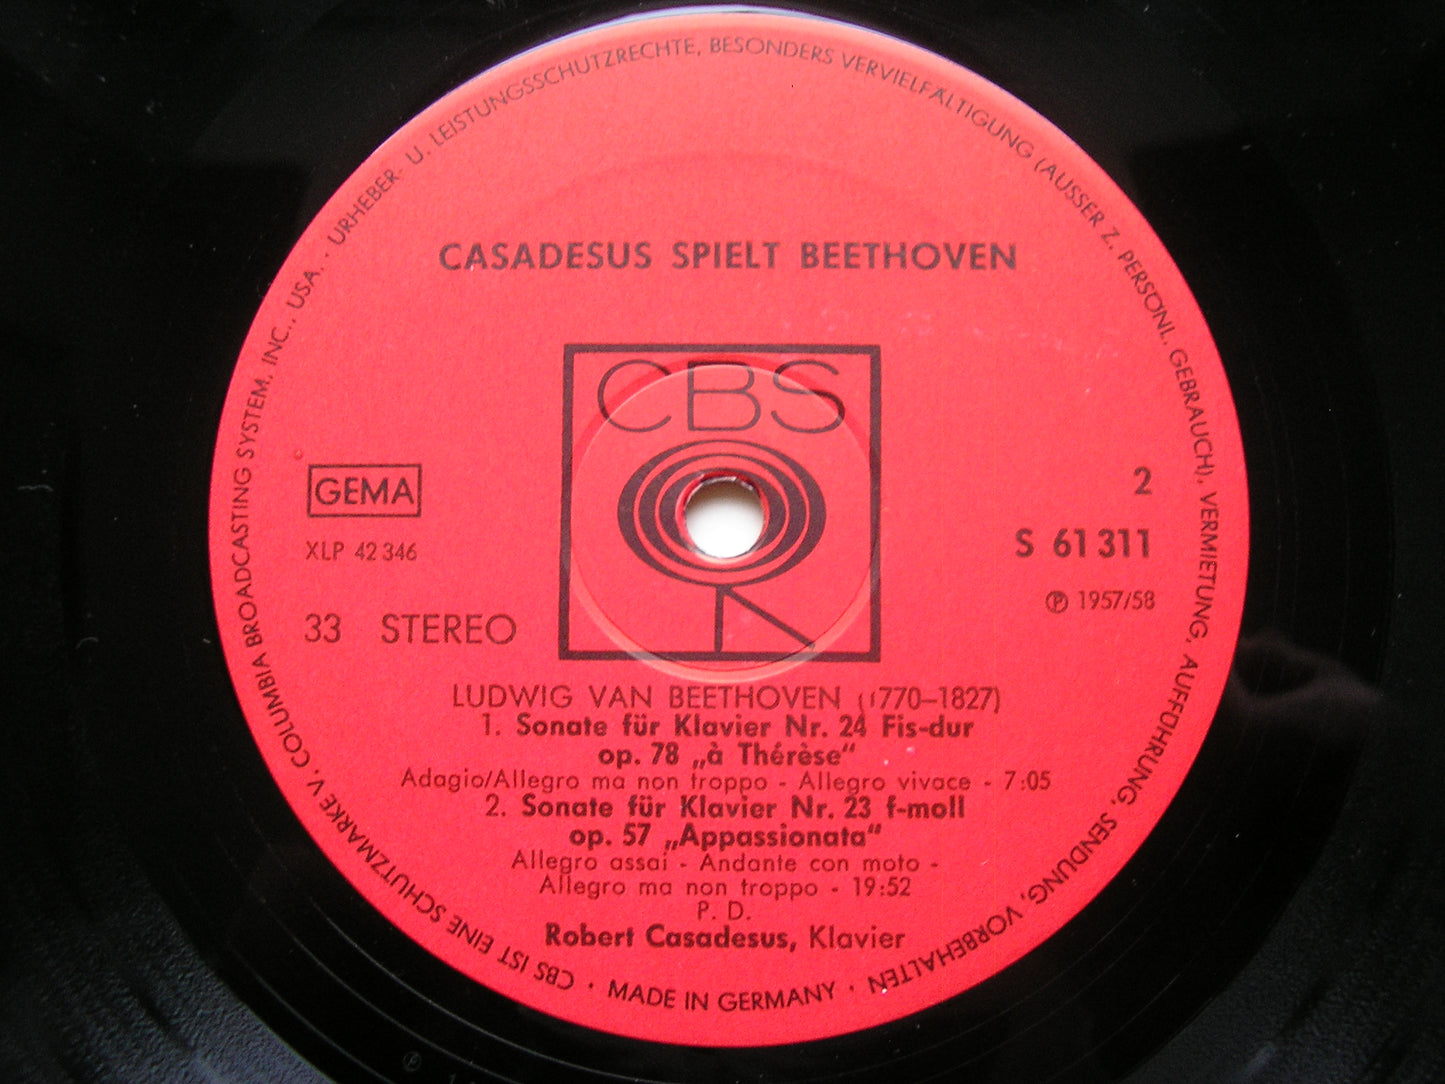 CBS IST EINE SCHUTZMARKE V. COLUMBIA BROADCASTING SYSTEM. INC., USA. · URHEBER- U. LEISTUNGSSCHUTZRECHTE, BESONDERS VERVIELFÄLTIGUNG (AUSSER Z. PERSÖNL. GEBRAUCH), VERMIETUNG, AUFFÜHRUNG, SENDUNG, VORBEHALTEN · MADE IN GERMANY ·
CASADESUS SPIELT BEETHOVEN
CBS
GEMA
XLP 42 346
33 STEREO
2
S 61 311
℗ 1957/58
LUDWIG VAN BEETHOVEN (1770–1827)
1. Sonate für Klavier Nr. 24 Fis-dur
op. 78 „à Thérèse“
Adagio/Allegro ma non troppo - Allegro vivace - 7:05
2. Sonate für Klavier Nr. 23 f-moll
op. 57 „Appassionata“
Allegro assai - Andante con moto -
Allegro ma non troppo - 19:52
P. D.
Robert Casadesus, Klavier